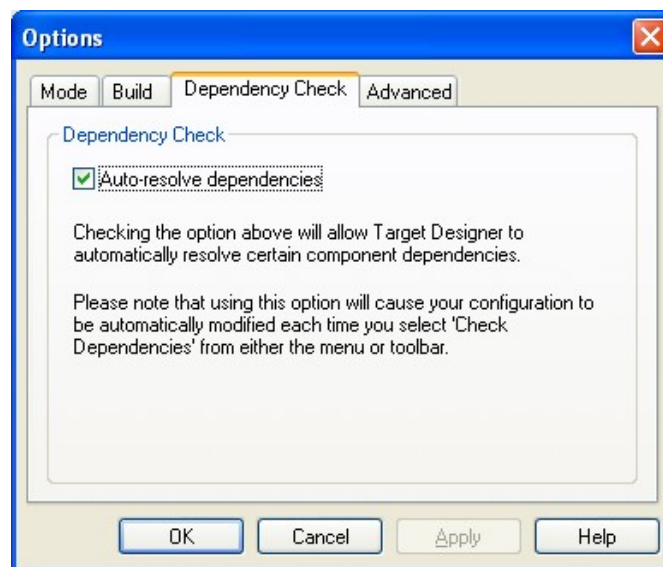 Options
Mode Build Dependency Check Advanced
Dependency Check
Auto-resolve dependencies
Checking the option above will allow Target Designer to
automatically resolve certain component dependencies.
Please note that using this option will cause your configuration to
be automatically modified each time you select 'Check
Dependencies' from either the menu or toolbar.
OK Cancel Apply Help